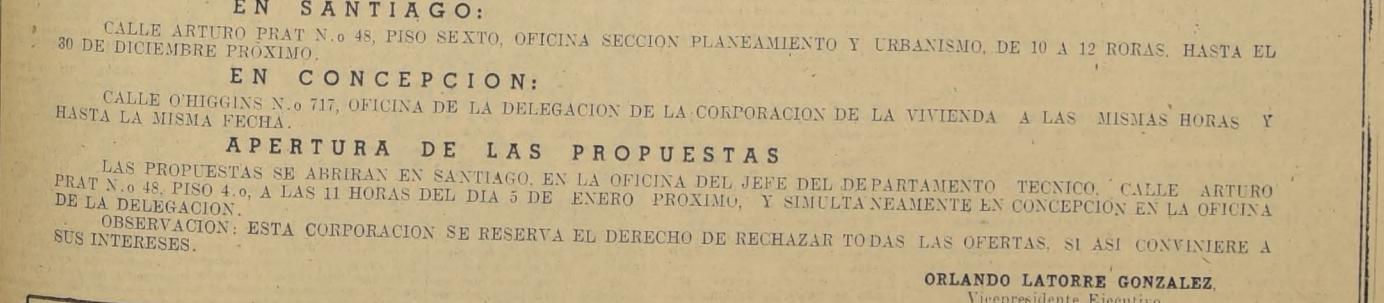 EN SANTIAGO:
CALLE ARTURO PRAT N.o 48, PISO SEXTO, OFICINA SECCION PLANEAMIENTO Y URBANISMO, DE 10 A 12 RORAS, HASTA EL
30 DE DICIEMBRE PROXIMO.
EN CONCEPCION:
CALLE O'HIGGINS N.o 717, OFICINA DE LA DELEGACION DE LA CORPORACION DE LA VIVIENDA A LAS MISMAS HORAS Y
HASTA LA MISMA FECHA.
APERTURA DE LAS PROPUESTAS
LAS PROPUESTAS SE ABRIRAN EN SANTIAGO, EN LA OFICINA DEL JEFE DEL DEPARTAMENTO TECNICO, CALLE ARTURO
PRAT N.o 48, PISO 4.o, A LAS 11 HORAS DEL DIA 5 DE ENERO PROXIMO, Y SIMULTANEAMENTE EN CONCEPCION EN LA OFICINA
DE LA DELEGACION.
OBSERVACION: ESTA CORPORACION SE RESERVA EL DERECHO DE RECHAZAR TODAS LAS OFERTAS, SI ASI CONVINIERE A
SUS INTERESES.
ORLANDO LATORRE GONZALEZ,
Vicepresidente Ejecutivo